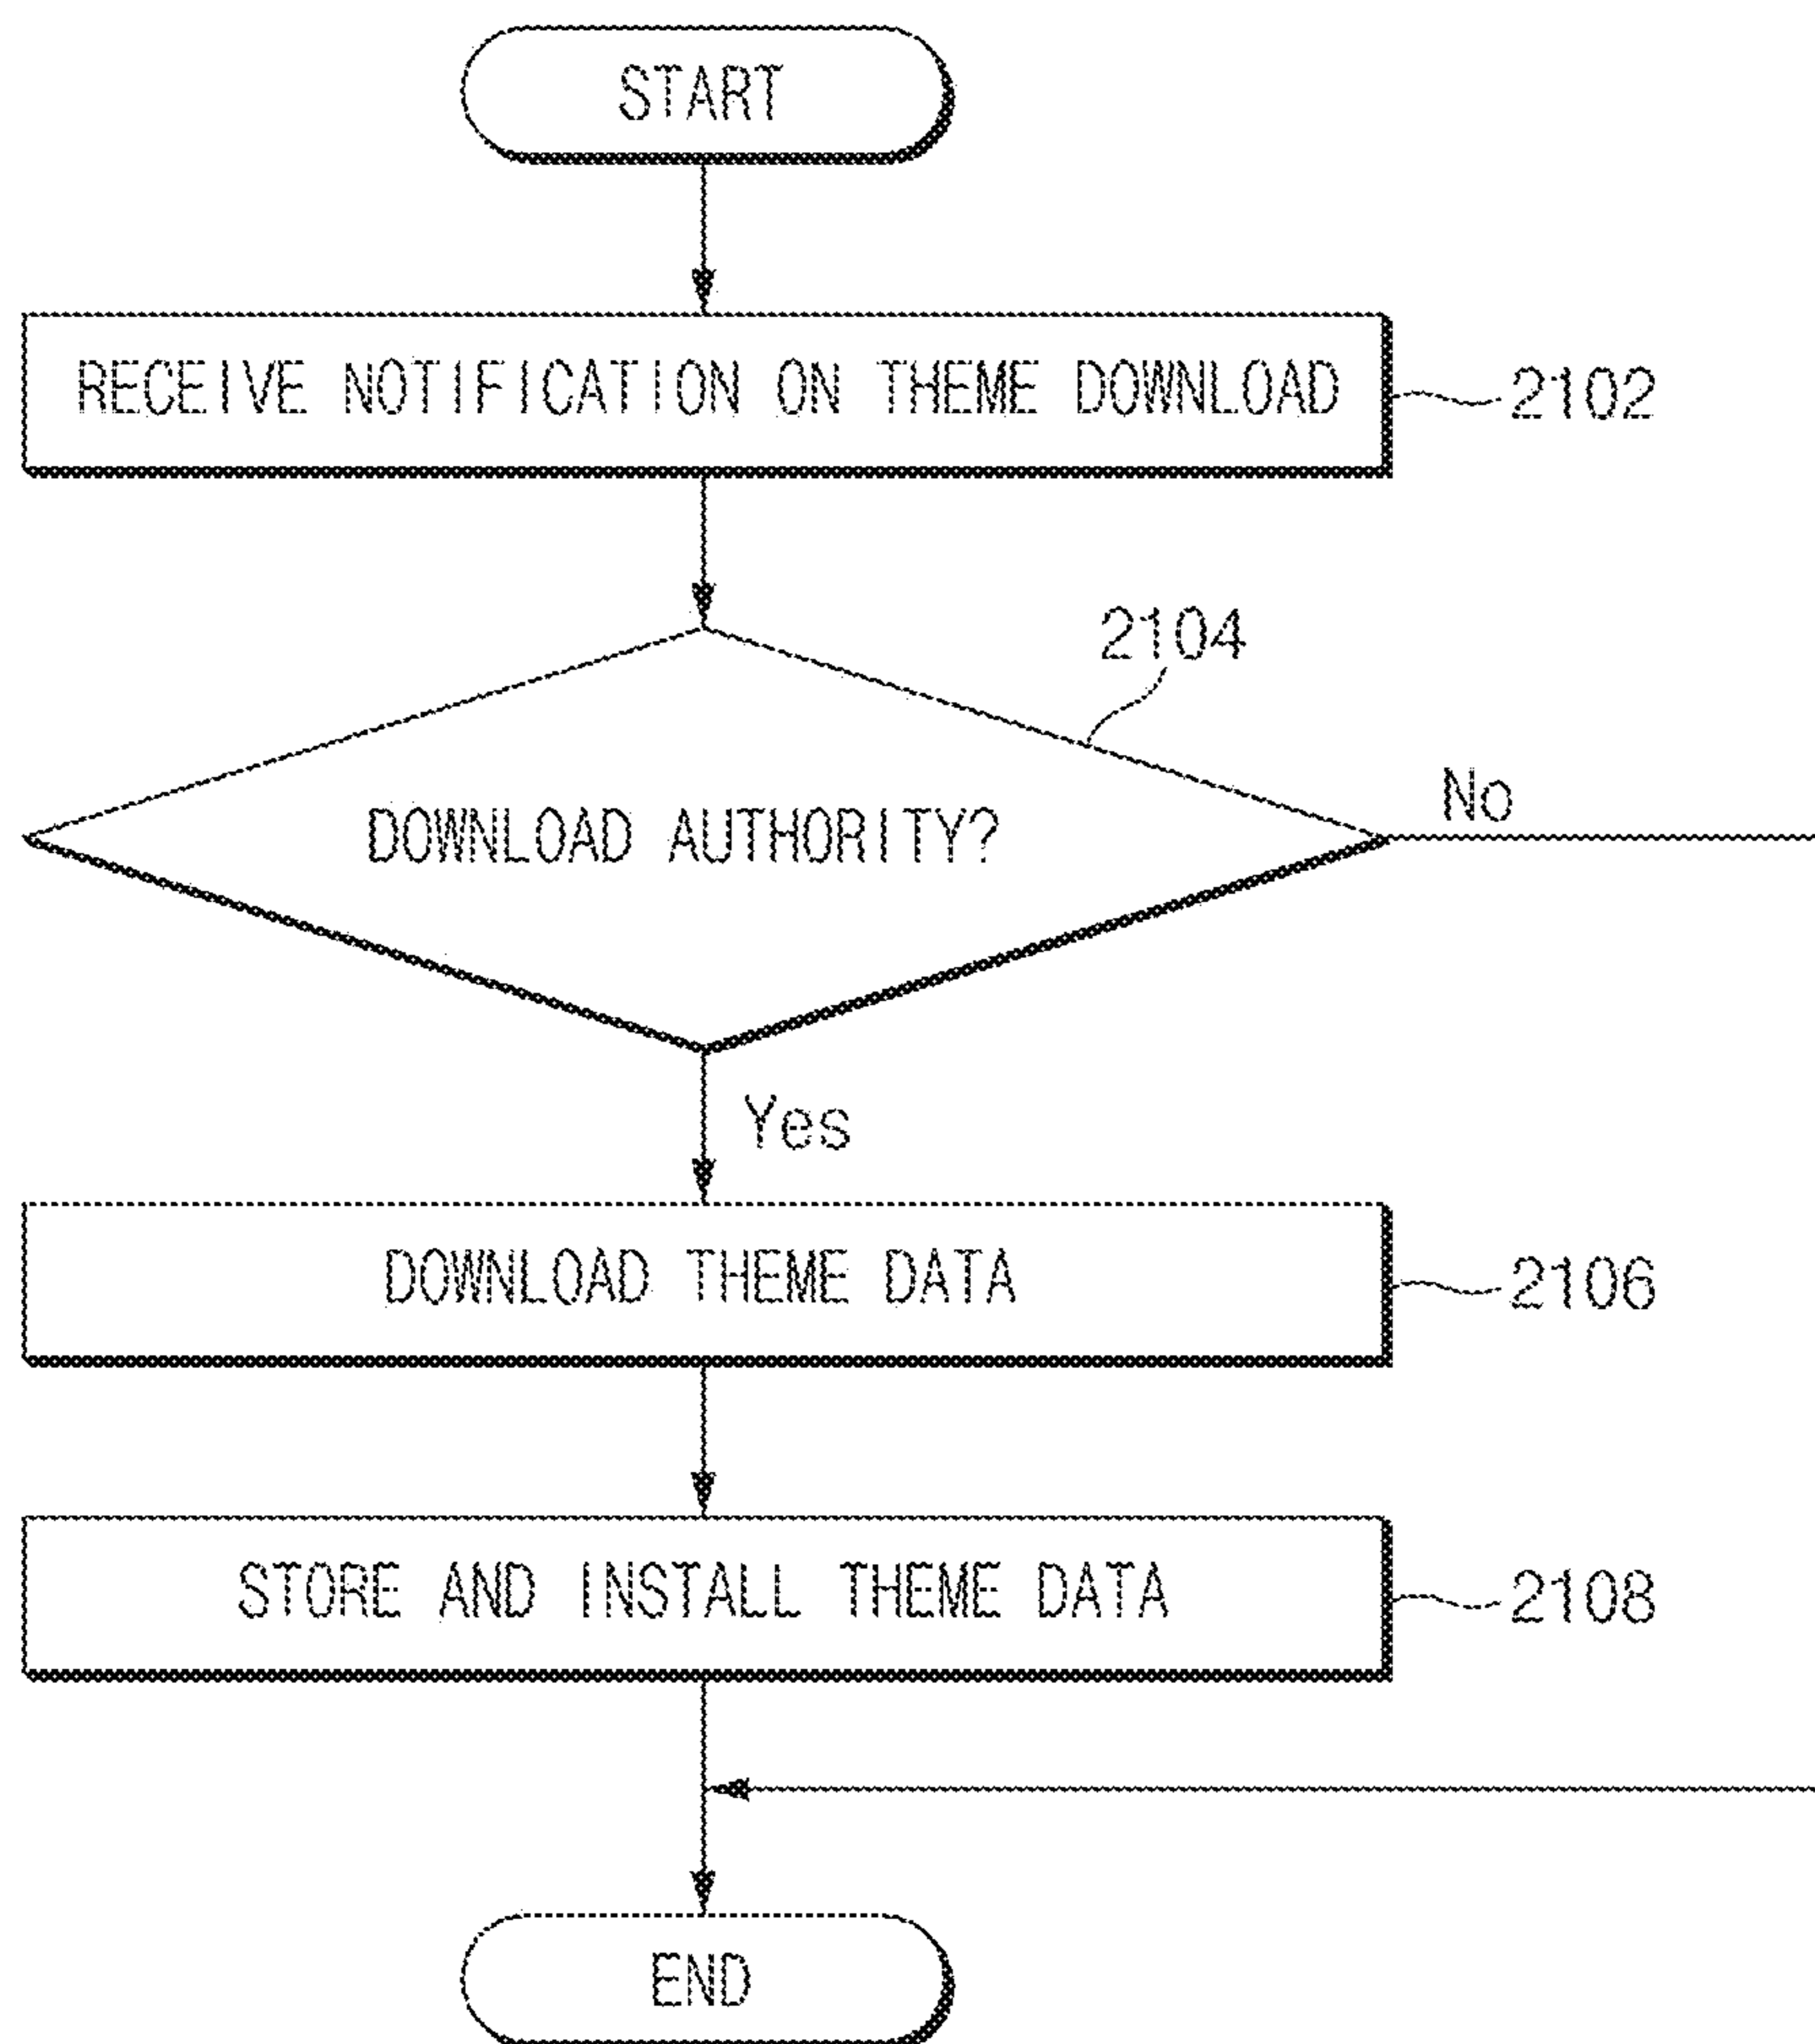 START
RECEIVE NOTIFICATION ON THEME DOWNLOAD
2102
2104
DOWNLOAD AUTHORITY?
No
Yes
DOWNLOAD THEME DATA
2106
STORE AND INSTALL THEME DATA
2108
END